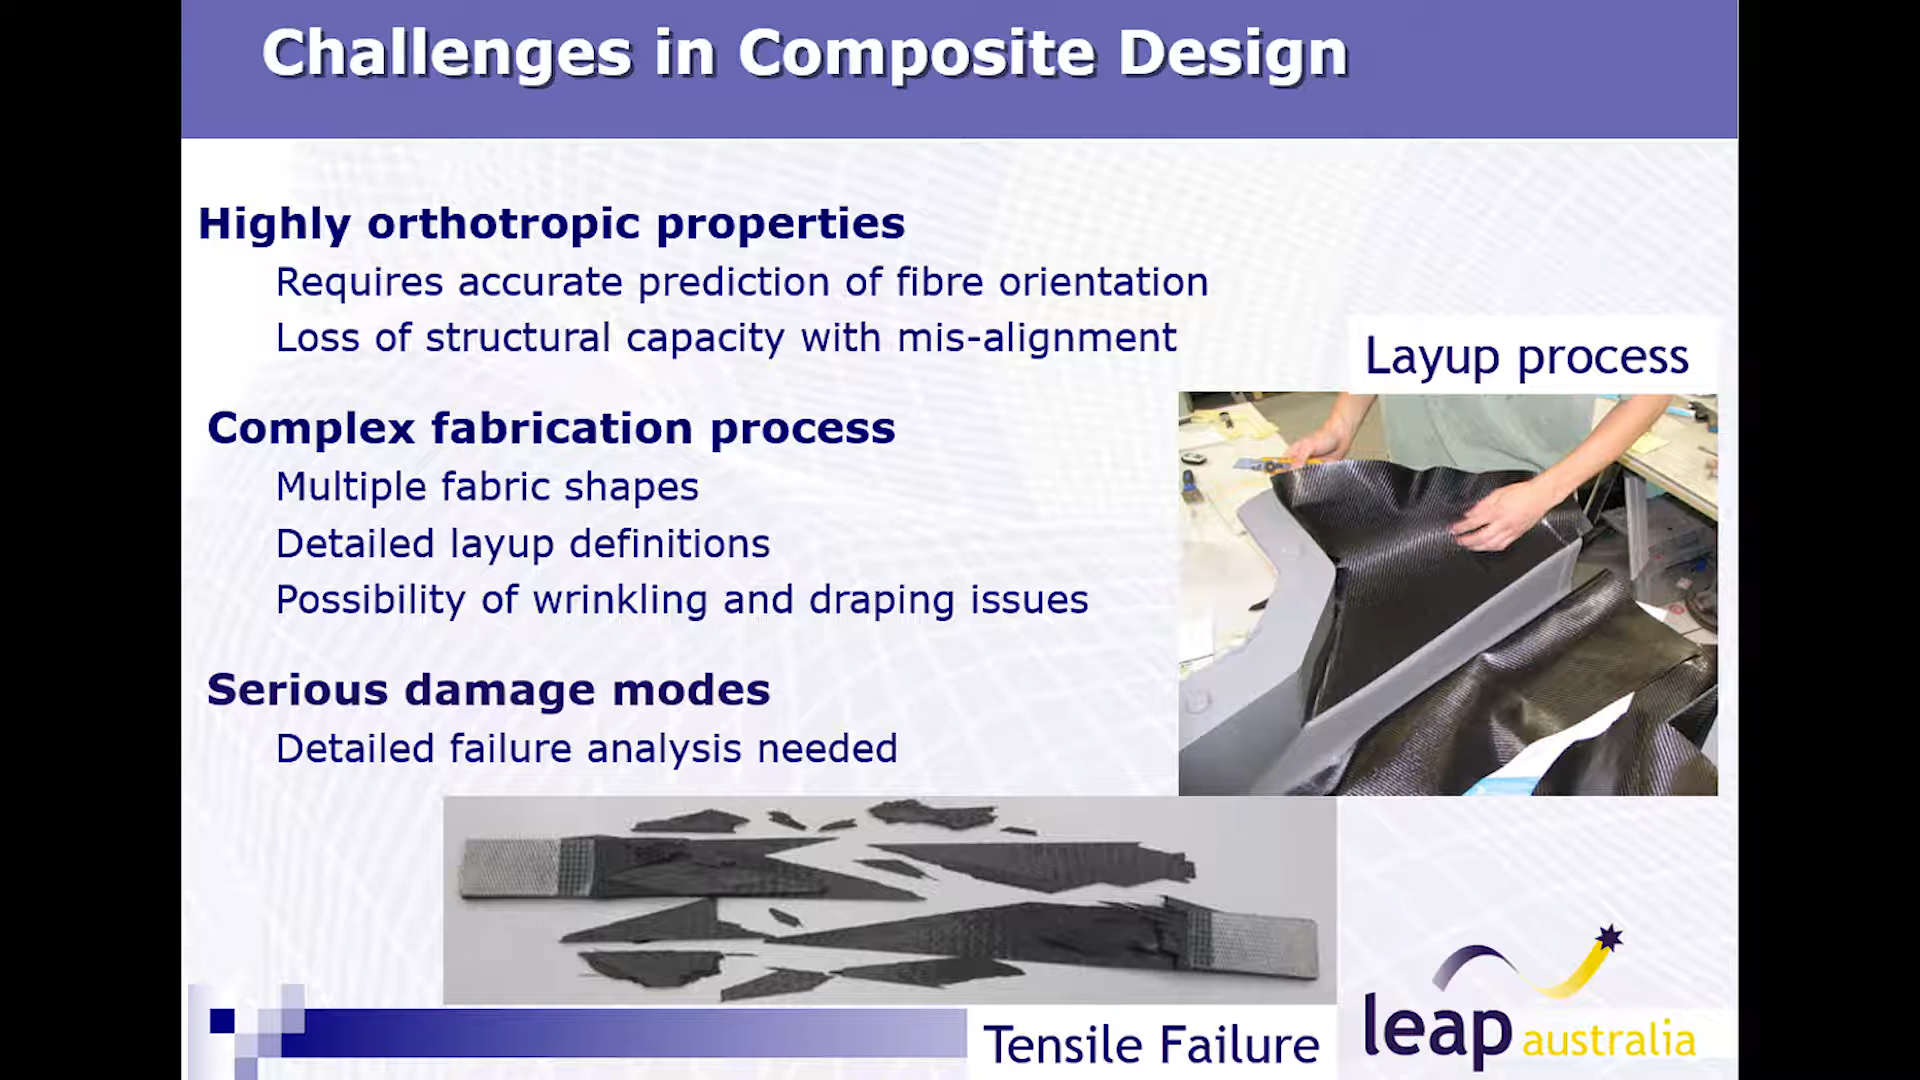 Challenges in Composite Design
Highly orthotropic properties
Requires accurate prediction of fibre orientation
Loss of structural capacity with mis-alignment
Layup process
Complex fabrication process
Multiple fabric shapes
Detailed layup definitions
Possibility of wrinkling and draping issues
Serious damage modes
Detailed failure analysis needed
Tensile Failure
leap australia